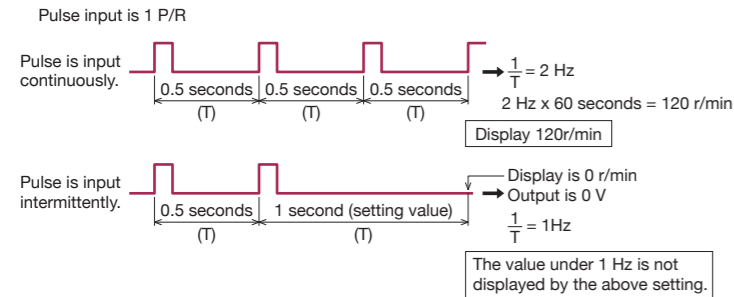 Pulse input is 1 P/R
Pulse is input
continuously.
0.5 seconds 0.5 seconds 0.5 seconds
(T) (T) (T)
➞ 1/T = 2 Hz
2 Hz x 60 seconds = 120 r/min
Display 120r/min
Pulse is input
intermittently.
0.5 seconds 1 second (setting value)
(T) (T)
Display is 0 r/min
➞ Output is 0 V
1/T = 1Hz
The value under 1 Hz is not
displayed by the above setting.